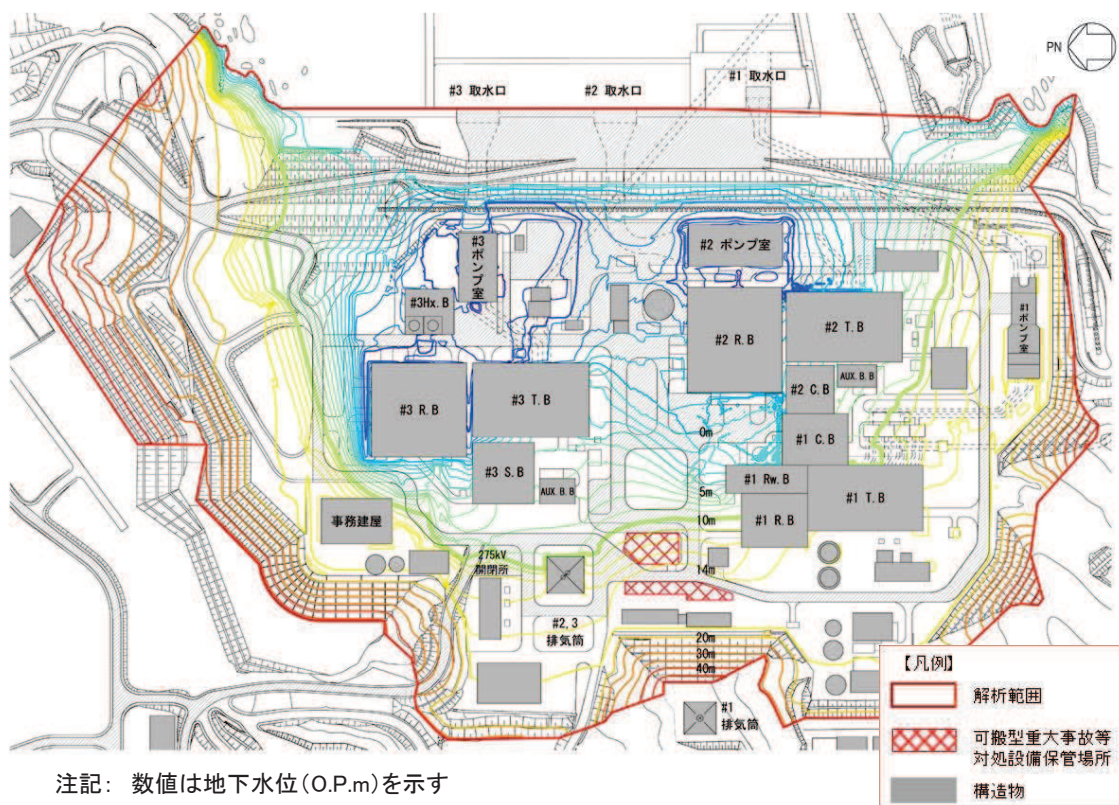 PN
#3 取水口
#2 取水口
#1 取水口
#3 ポンプ室
#2 ポンプ室
#1 ポンプ室
#3Hx.B
#2 R.B
#2 T.B
#3 R.B
#3 T.B
#2 C.B
AUX.B.B
#1 C.B
0m
#3 S.B
AUX.B.B
#1 Rw.B
5m
#1 T.B
#1 R.B
10m
事務建屋
275kV
開閉所
14m
#2,3
排気筒
20m
30m
40m
#1
排気筒
【凡例】
解析範囲
可搬型重大事故等
対処設備保管場所
構造物
注記： 数値は地下水位(O.P.m)を示す